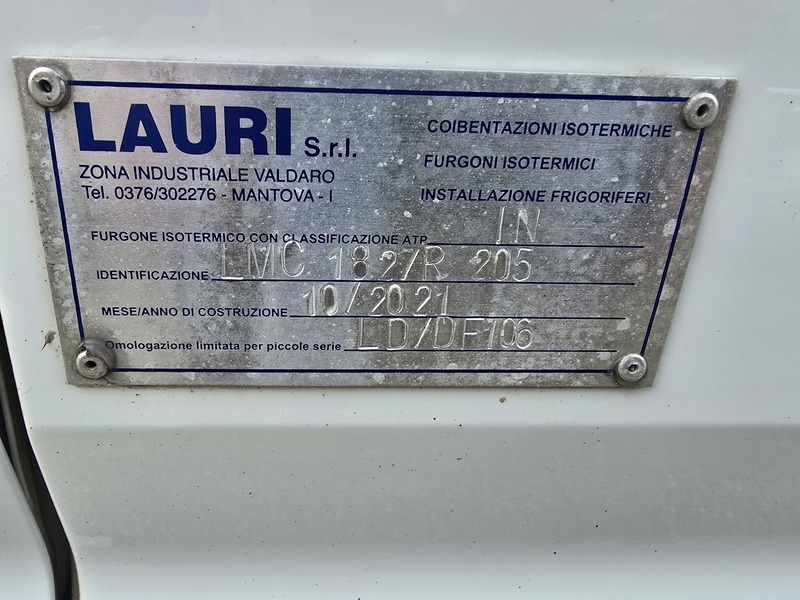 LAURI S.r.l.
ZONA INDUSTRIALE VALDARO
Tel. 0376/302276 - MANTOVA - I
COIBENTAZIONI ISOTERMICHE
FURGONI ISOTERMICI
INSTALLAZIONE FRIGORIFERI
FURGONE ISOTERMICO CON CLASSIFICAZIONE ATP IN
IDENTIFICAZIONE LMC 1827/R 205
MESE/ANNO DI COSTRUZIONE 10/2021
Omologazione limitata per piccole serie LD/DF106